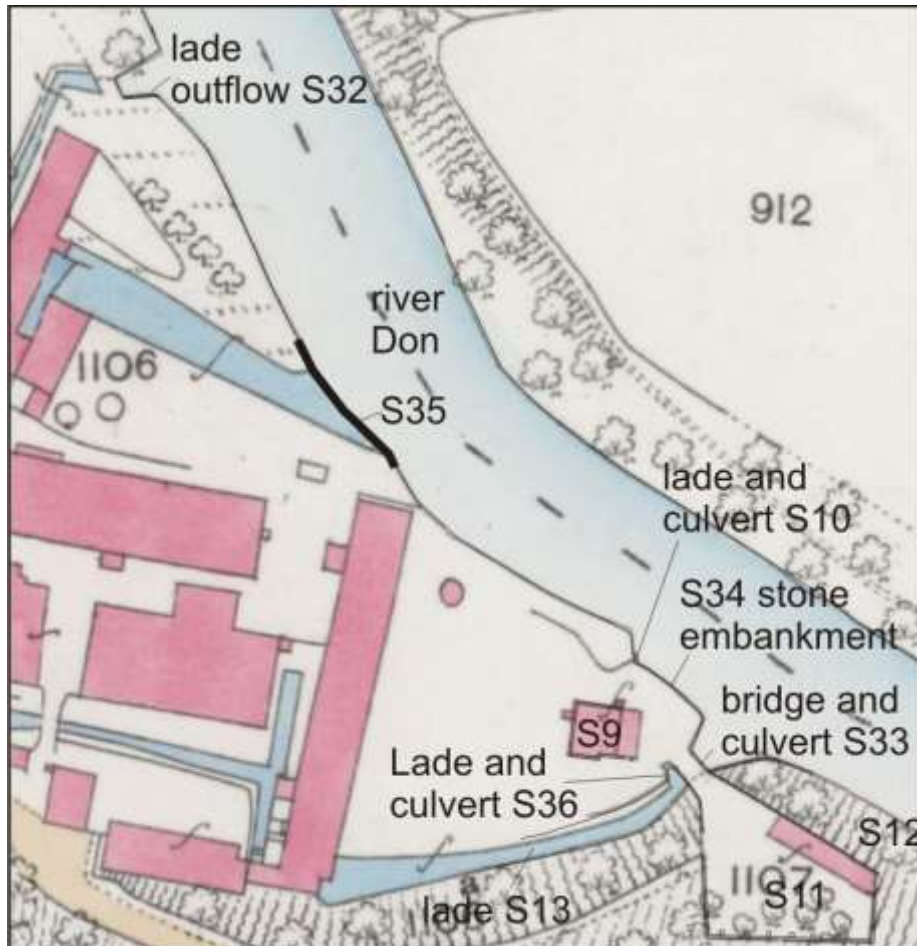 lade
outflow S32
912
river
Don
1106
S35
lade and
culvert S10
S34 stone
embankment
bridge and
culvert S33
S9
Lade and
culvert S36
S12
1107
S11
lade S13